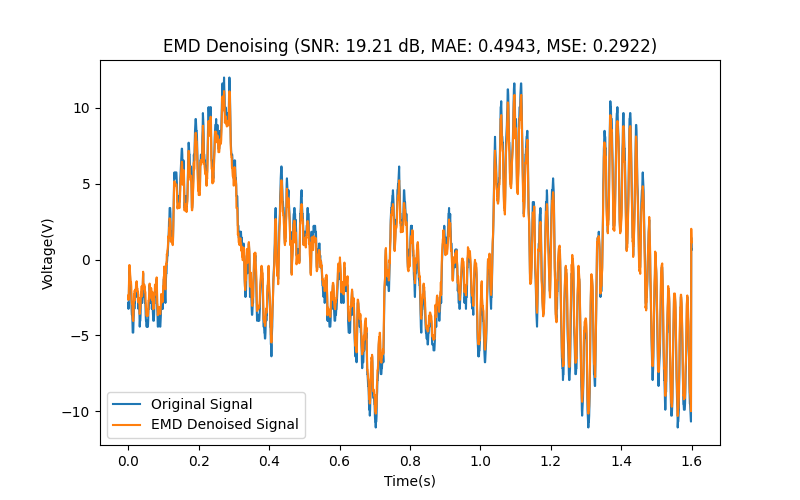 EMD Denoising (SNR: 19.21 dB, MAE: 0.4943, MSE: 0.2922)
Voltage(V)
10
5
0
−5
−10
Original Signal
EMD Denoised Signal
0.0 0.2 0.4 0.6 0.8 1.0 1.2 1.4 1.6
Time(s)